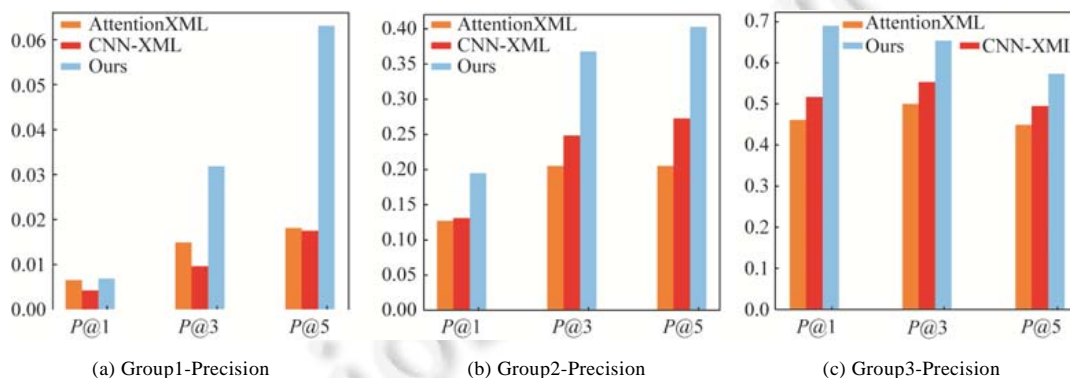 AttentionXML
CNN-XML
Ours
0.06
0.05
0.04
0.03
0.02
0.01
0.00
P@1 P@3 P@5
(a) Group1-Precision
AttentionXML
CNN-XML
Ours
0.40
0.35
0.30
0.25
0.20
0.15
0.10
0.05
0.00
P@1 P@3 P@5
(b) Group2-Precision
AttentionXML
Ours CNN-XML
0.7
0.6
0.5
0.4
0.3
0.2
0.1
0.0
P@1 P@3 P@5
(c) Group3-Precision